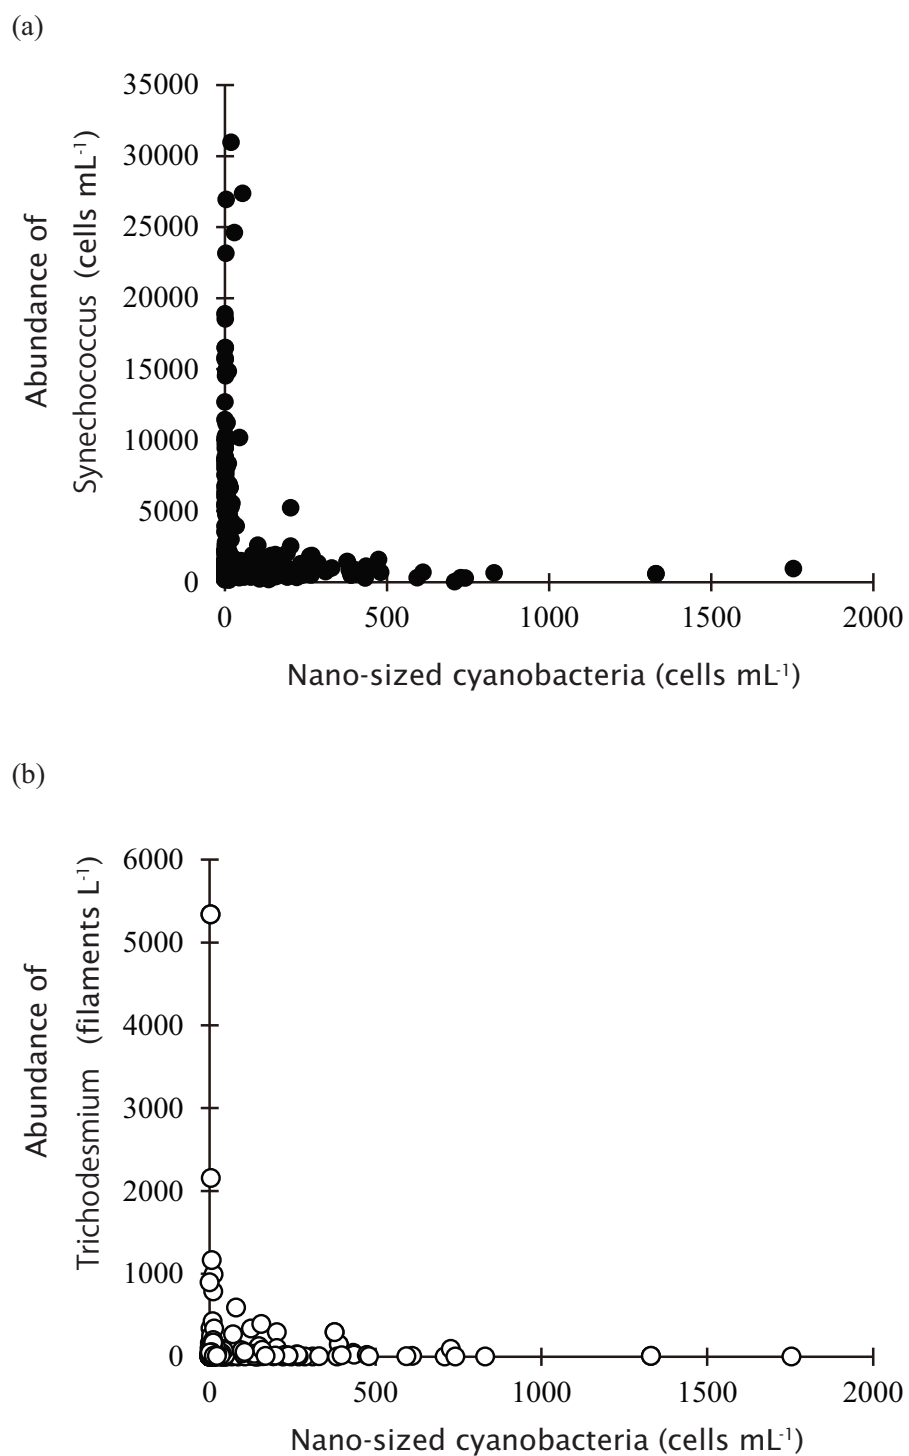 (a)
35000
30000
25000
20000
15000
10000
5000
0
Abundance of
Synechococcus (cells mL-1)
0 500 1000 1500 2000
Nano-sized cyanobacteria (cells mL-1)
(b)
6000
5000
4000
3000
2000
1000
0
Abundance of
Trichodesmium (filaments L-1)
0 500 1000 1500 2000
Nano-sized cyanobacteria (cells mL-1)